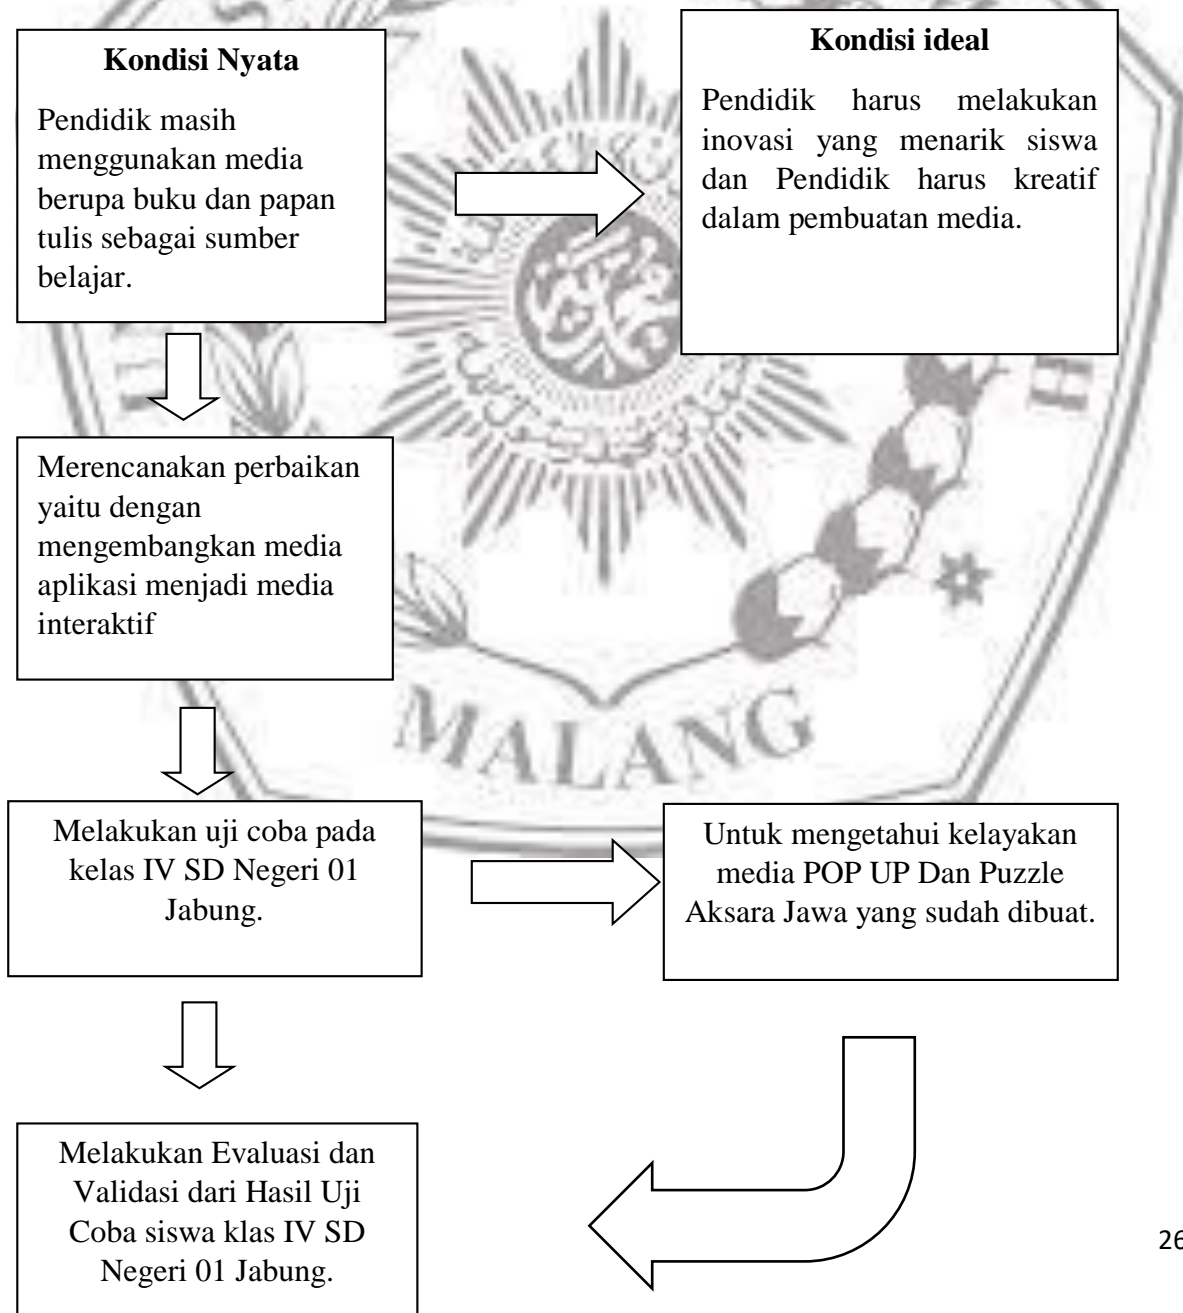 Kondisi Nyata
Pendidik masih
menggunakan media
berupa buku dan papan
tulis sebagai sumber
belajar.
Kondisi ideal
Pendidik harus melakukan
inovasi yang menarik siswa
dan Pendidik harus kreatif
dalam pembuatan media.
Merencanakan perbaikan
yaitu dengan
mengembangkan media
aplikasi menjadi media
interaktif
MALANG
Melakukan uji coba pada
kelas IV SD Negeri 01
Jabung.
Untuk mengetahui kelayakan
media POP UP Dan Puzzle
Aksara Jawa yang sudah dibuat.
Melakukan Evaluasi dan
Validasi dari Hasil Uji
Coba siswa klas IV SD
Negeri 01 Jabung.
26